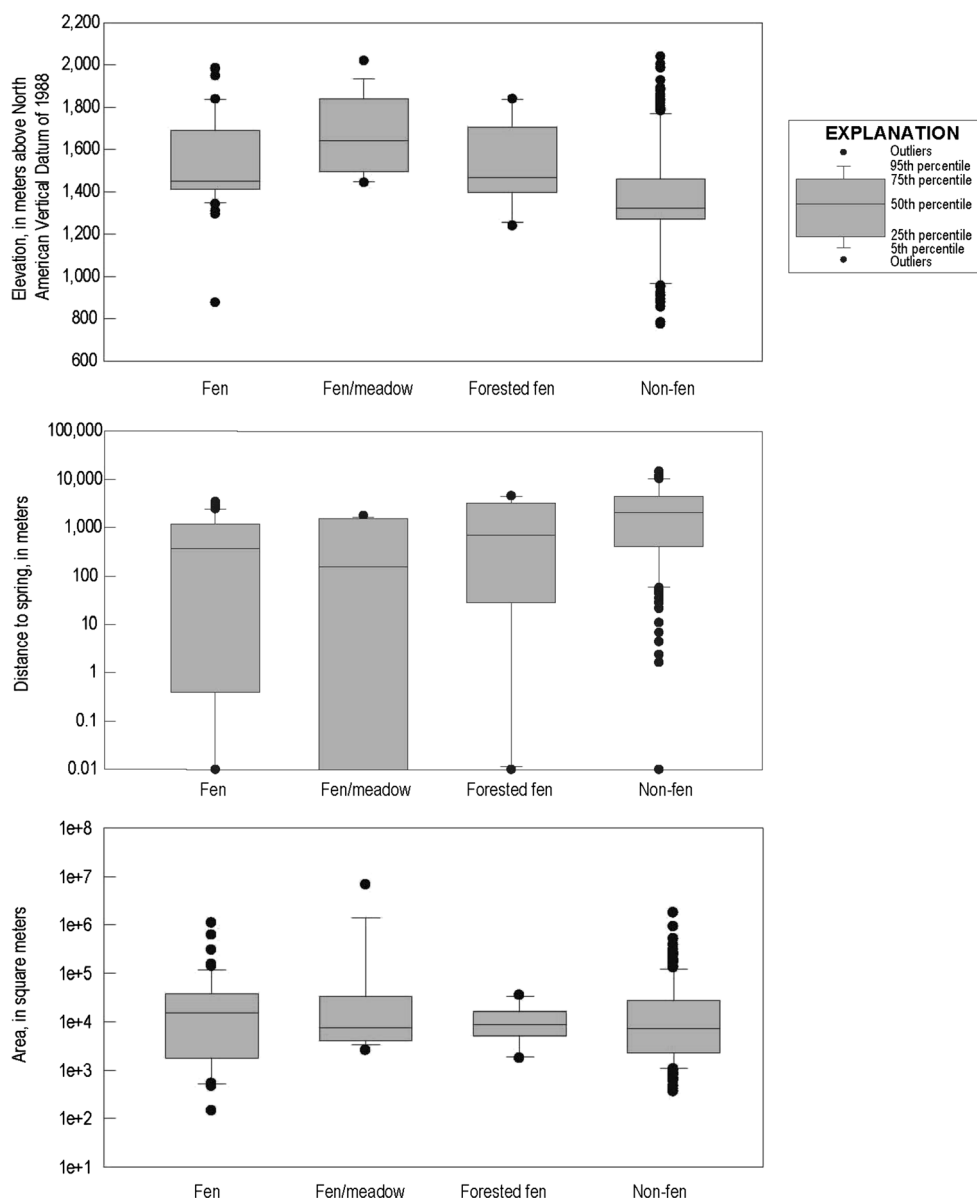 Elevation, in meters above North
American Vertical Datum of 1988
2,200
2,000
1,800
1,600
1,400
1,200
1,000
800
600
Fen Fen/meadow Forested fen Non-fen
EXPLANATION
Outliers
95th percentile
75th percentile
50th percentile
25th percentile
5th percentile
Outliers
Distance to spring, in meters
100,000
10,000
1,000
100
10
1
0.1
0.01
Fen Fen/meadow Forested fen Non-fen
Area, in square meters
1e+8
1e+7
1e+6
1e+5
1e+4
1e+3
1e+2
1e+1
Fen Fen/meadow Forested fen Non-fen